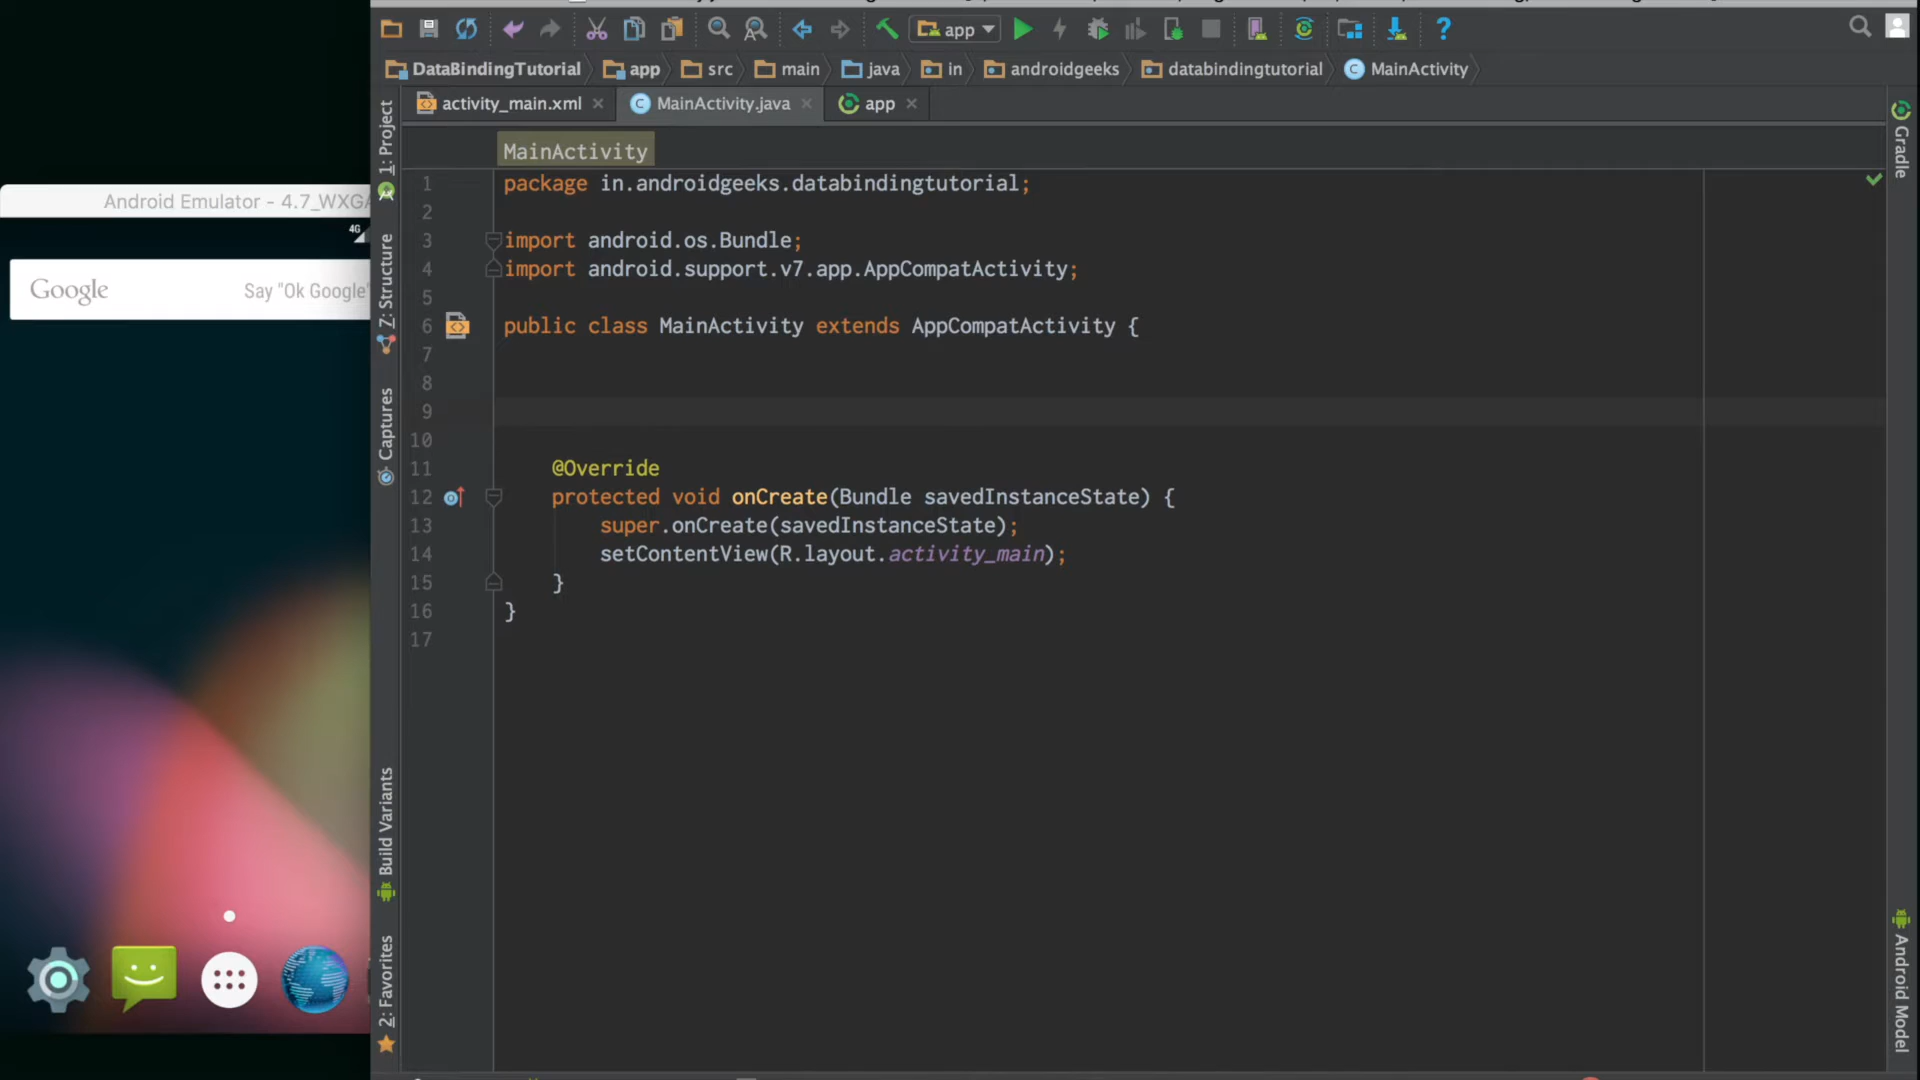 app
DataBindingTutorial app src main java in androidgeeks databindingtutorial MainActivity
activity_main.xml MainActivity.java app
MainActivity
1 package in.androidgeeks.databindingtutorial;
2
3 import android.os.Bundle;
4 import android.support.v7.app.AppCompatActivity;
5
6 public class MainActivity extends AppCompatActivity {
7
8
9
10
11 @Override
12 protected void onCreate(Bundle savedInstanceState) {
13 super.onCreate(savedInstanceState);
14 setContentView(R.layout.activity_main);
15 }
16 }
17
1: Project
Z: Structure
Captures
Build Variants
2: Favorites
Gradle
Android Model
Android Emulator - 4.7_WXGA
4G
Google Say "Ok Google"